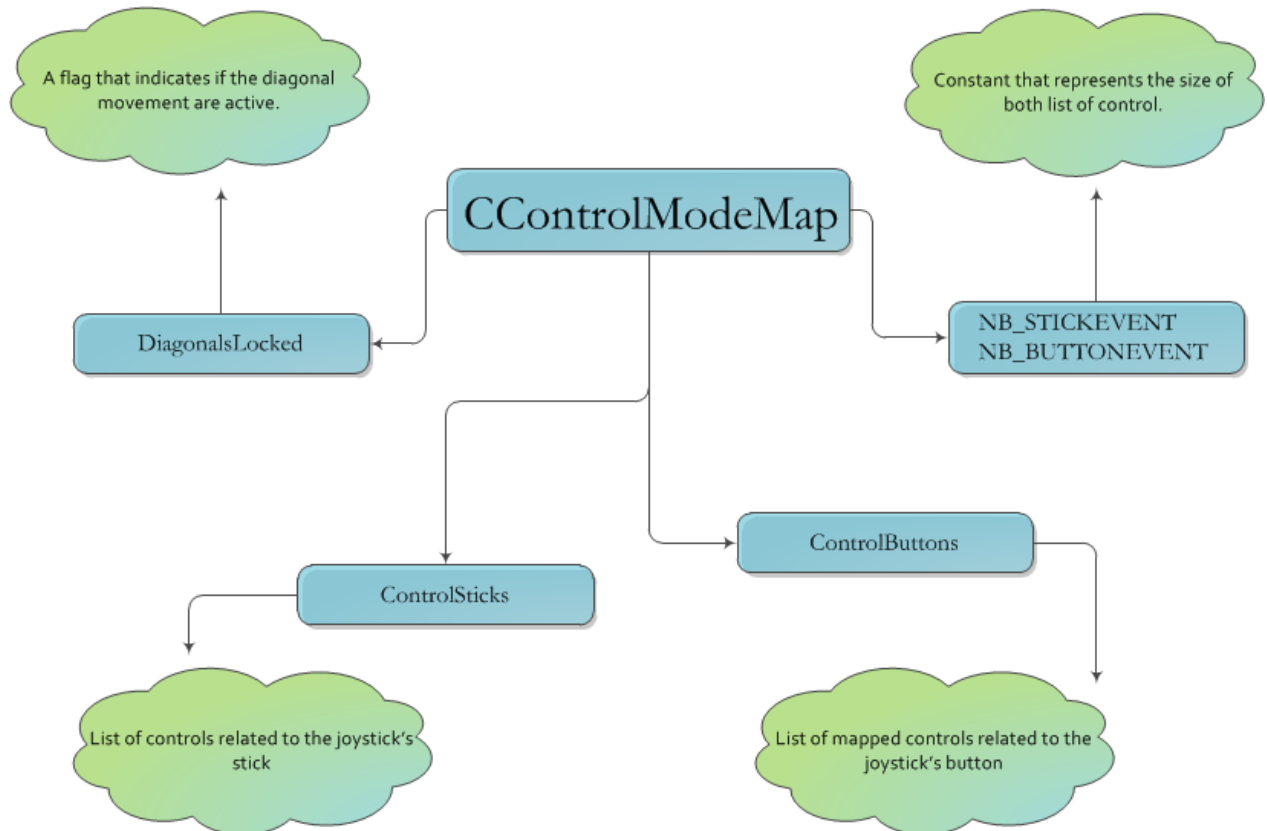 A flag that indicates if the diagonal
movement are active.
Constant that represents the size of
both list of control.
CControlModeMap
DiagonalsLocked
NB_STICKEVENT
NB_BUTTONEVENT
ControlButtons
ControlSticks
List of controls related to the joystick's
stick
List of mapped controls related to the
joystick's button